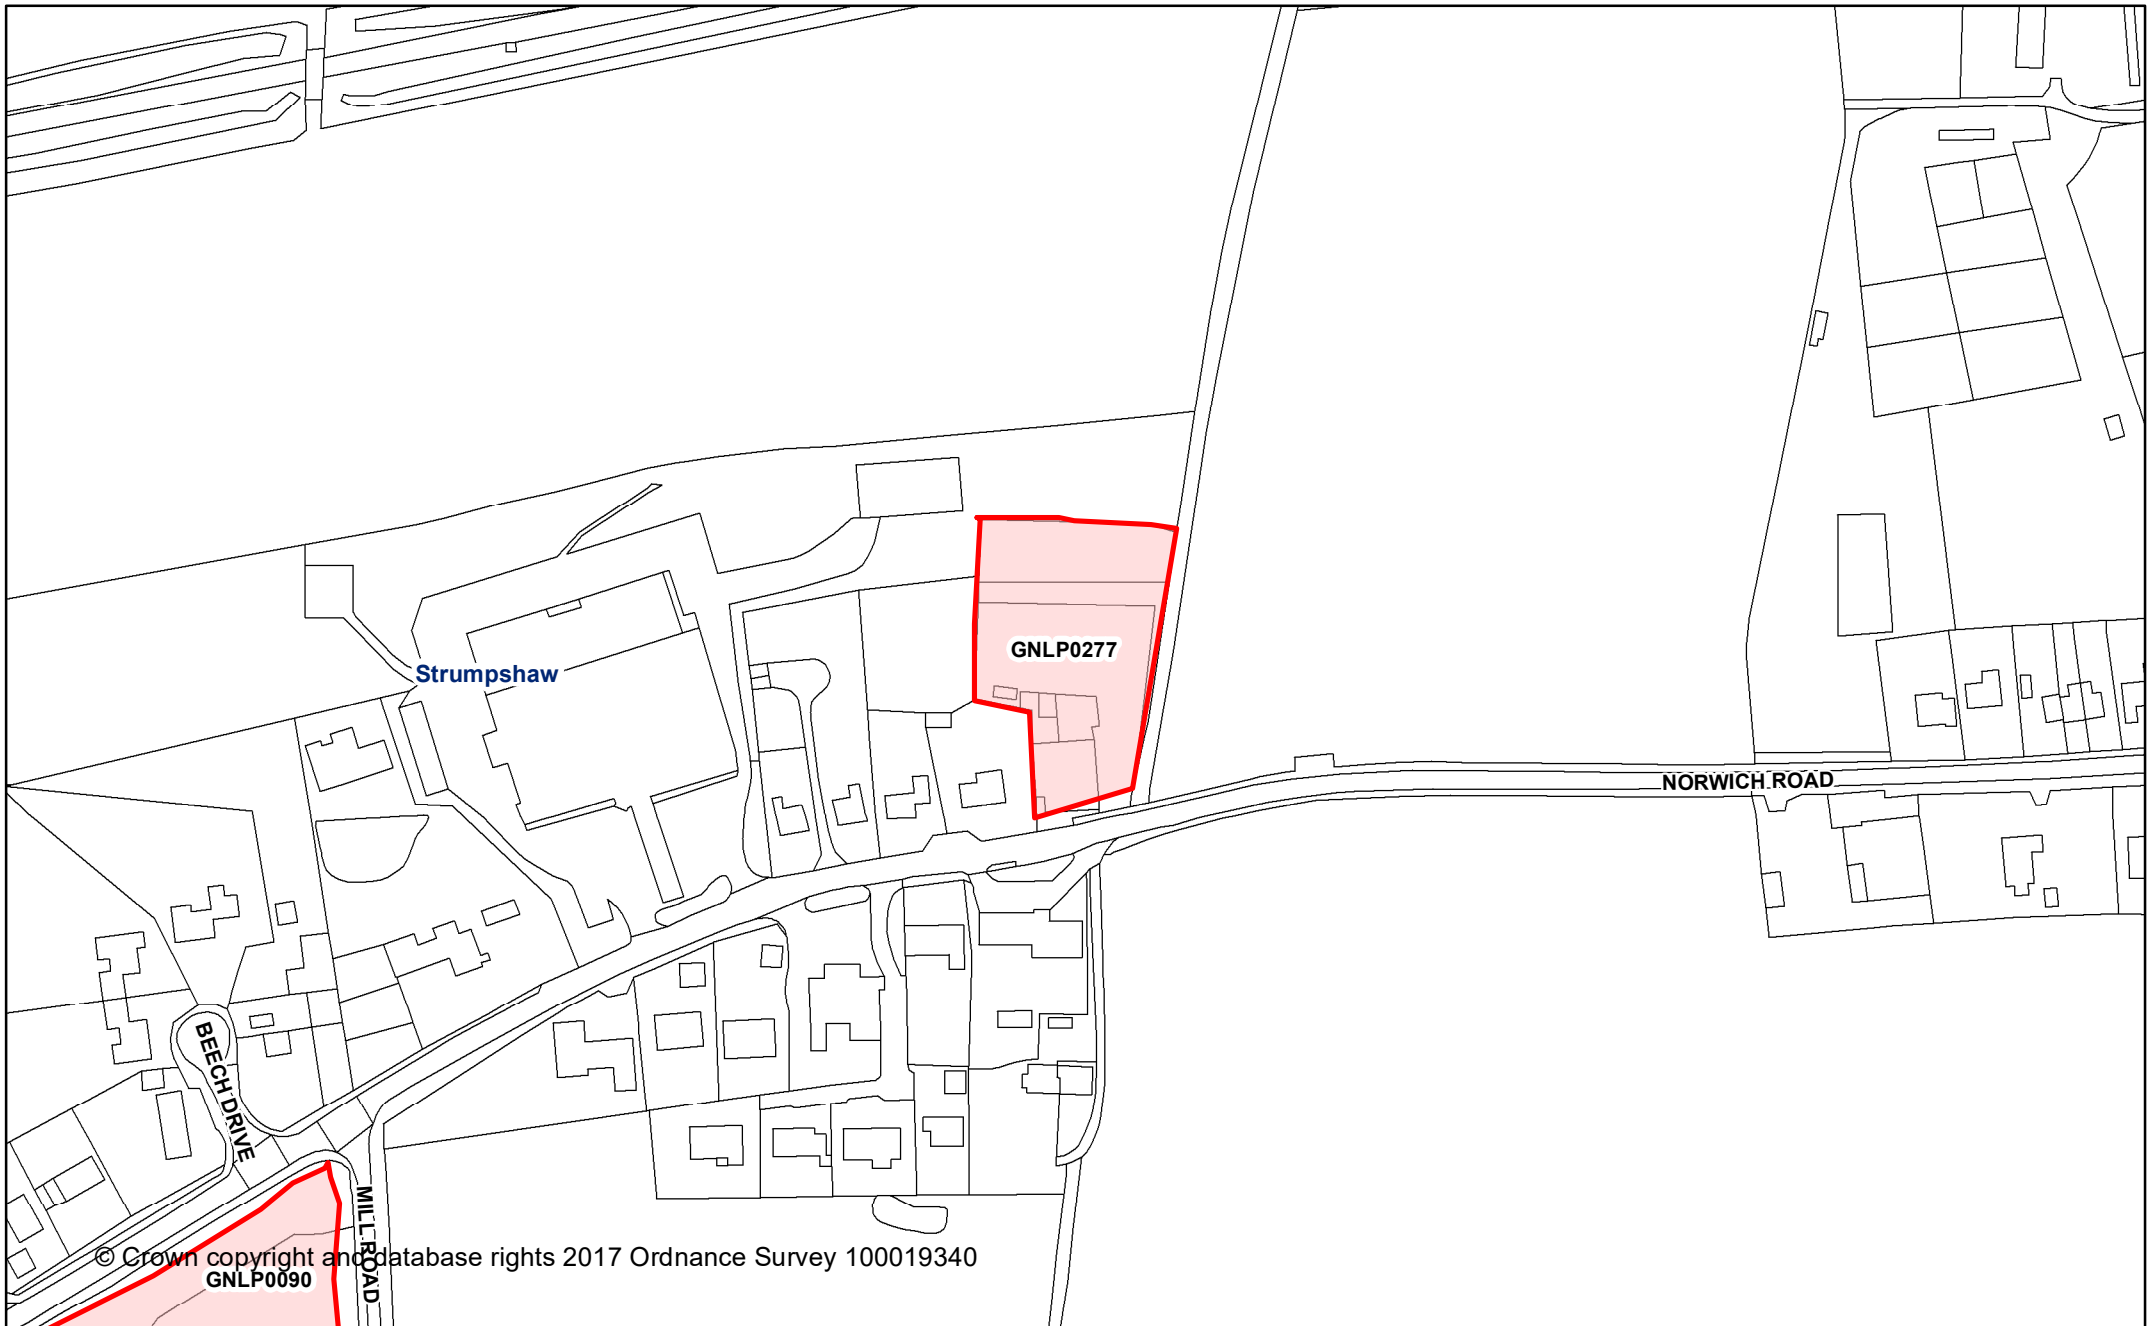 GNLP0277
Strumpshaw
NORWICH ROAD
BEECH DRIVE
MILL ROAD
© Crown copyright and database rights 2017 Ordnance Survey 100019340
GNLP0090